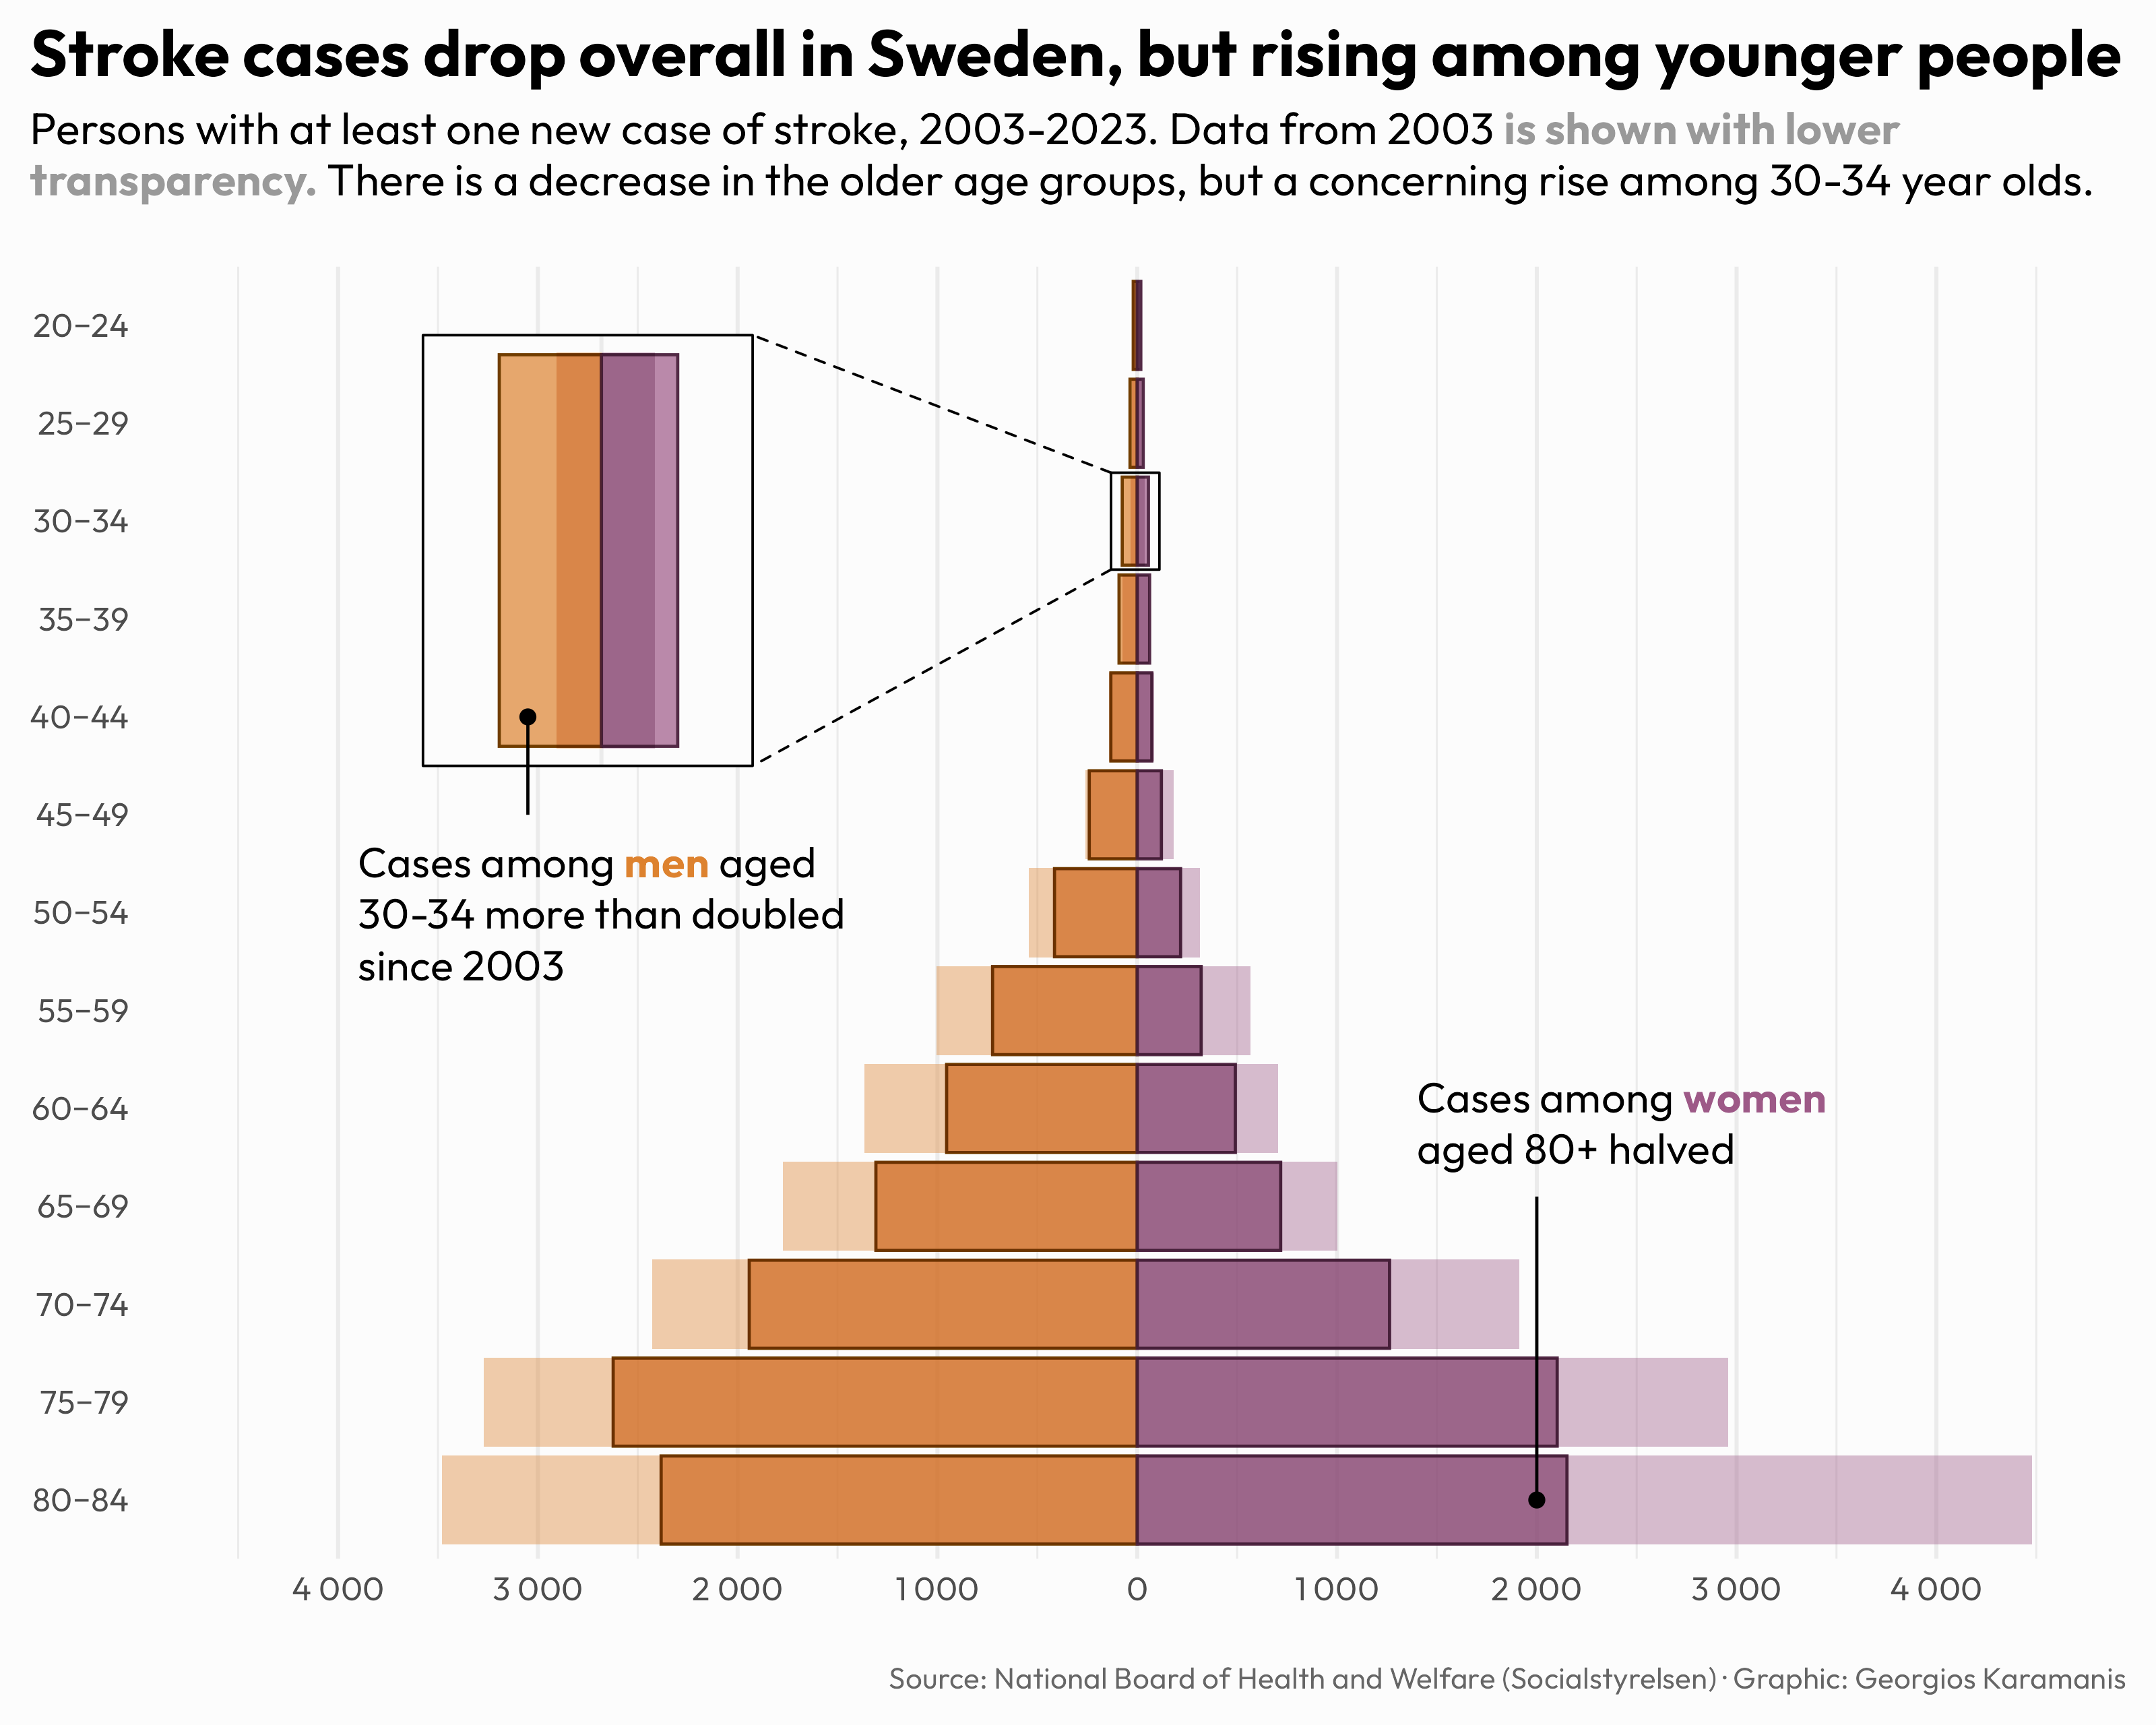 Stroke cases drop overall in Sweden, but rising among younger people
Persons with at least one new case of stroke, 2003-2023. Data from 2003 is shown with lower
transparency. There is a decrease in the older age groups, but a concerning rise among 30-34 year olds.
20–24
25–29
30–34
35–39
40–44
45–49
50–54
55–59
60–64
65–69
70–74
75–79
80–84
Cases among men aged
30-34 more than doubled
since 2003
Cases among women
aged 80+ halved
4 000 3 000 2 000 1 000 0 1 000 2 000 3 000 4 000
Source: National Board of Health and Welfare (Socialstyrelsen) · Graphic: Georgios Karamanis